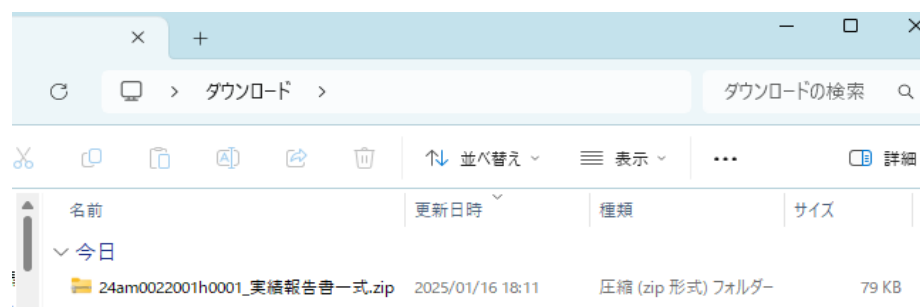 ダウンロード
ダウンロードの検索
並べ替え
表示
詳細
名前
更新日時
種類
サイズ
今日
24am0022001h0001_実績報告書一式.zip
2025/01/16 18:11
圧縮 (zip 形式) フォルダー
79 KB